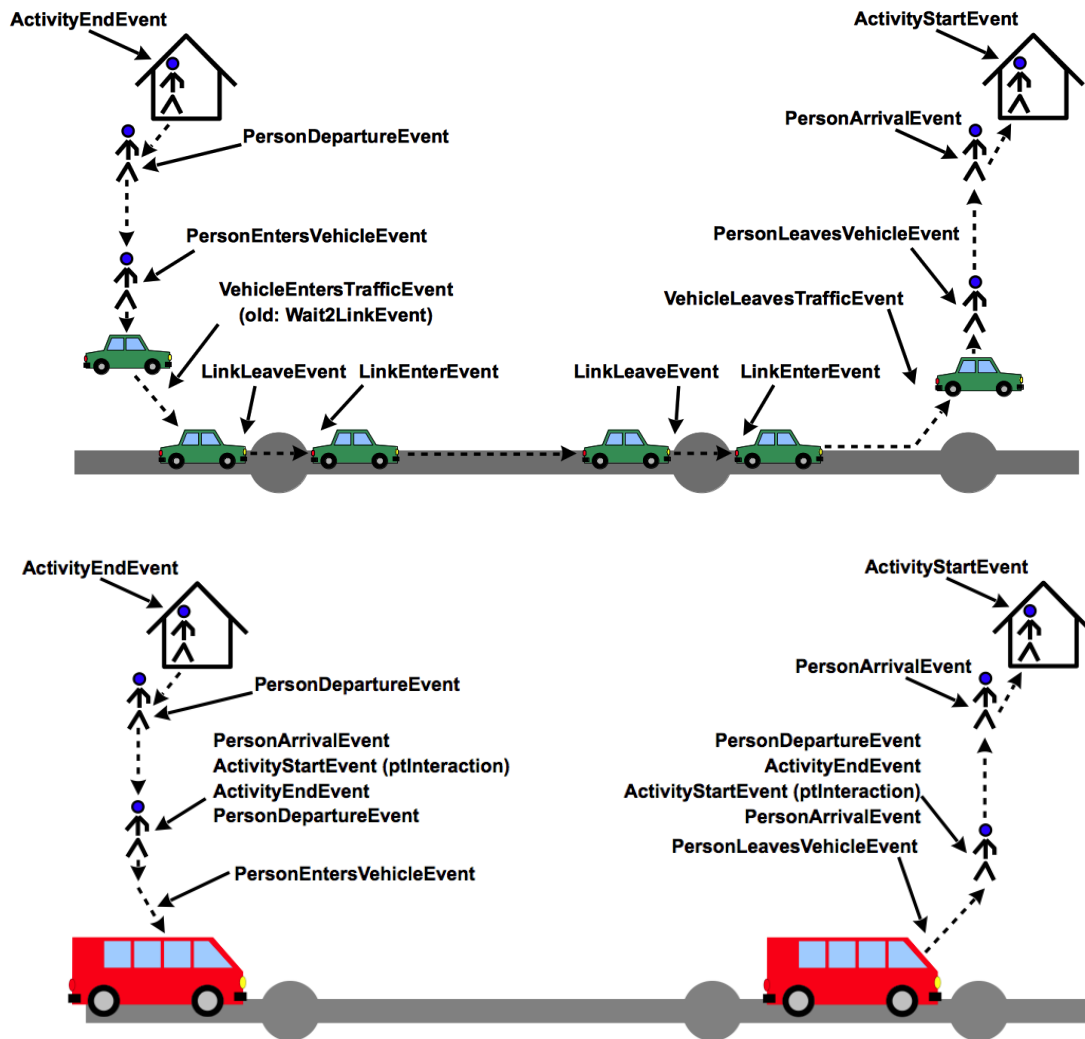 ActivityEndEvent
ActivityStartEvent
PersonDepartureEvent
PersonArrivalEvent
PersonEntersVehicleEvent
PersonLeavesVehicleEvent
VehicleEntersTrafficEvent
(old: Wait2LinkEvent)
VehicleLeavesTrafficEvent
LinkLeaveEvent
LinkEnterEvent
LinkLeaveEvent
LinkEnterEvent
ActivityEndEvent
ActivityStartEvent
PersonDepartureEvent
PersonArrivalEvent
PersonArrivalEvent
ActivityStartEvent (ptInteraction)
ActivityEndEvent
PersonDepartureEvent
PersonDepartureEvent
ActivityEndEvent
ActivityStartEvent (ptInteraction)
PersonArrivalEvent
PersonLeavesVehicleEvent
PersonEntersVehicleEvent